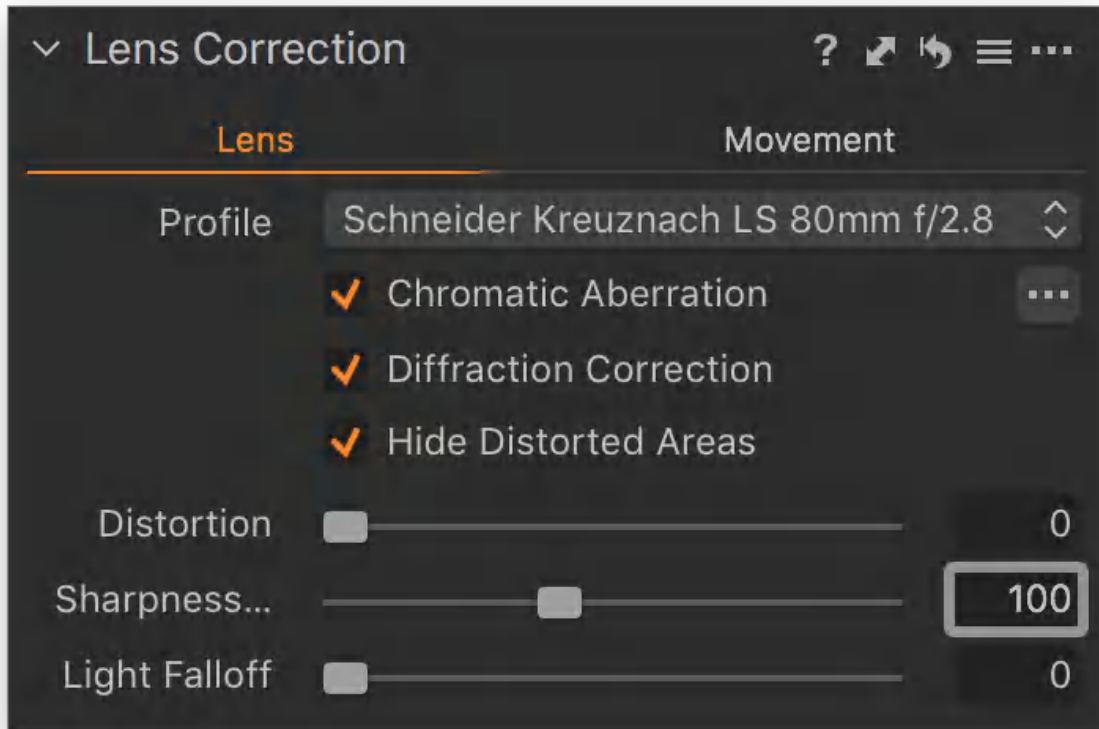 Lens Correction ?
Lens Movement
Profile Schneider Kreuznach LS 80mm f/2.8
Chromatic Aberration
Diffraction Correction
Hide Distorted Areas
Distortion 0
Sharpness... 100
Light Falloff 0